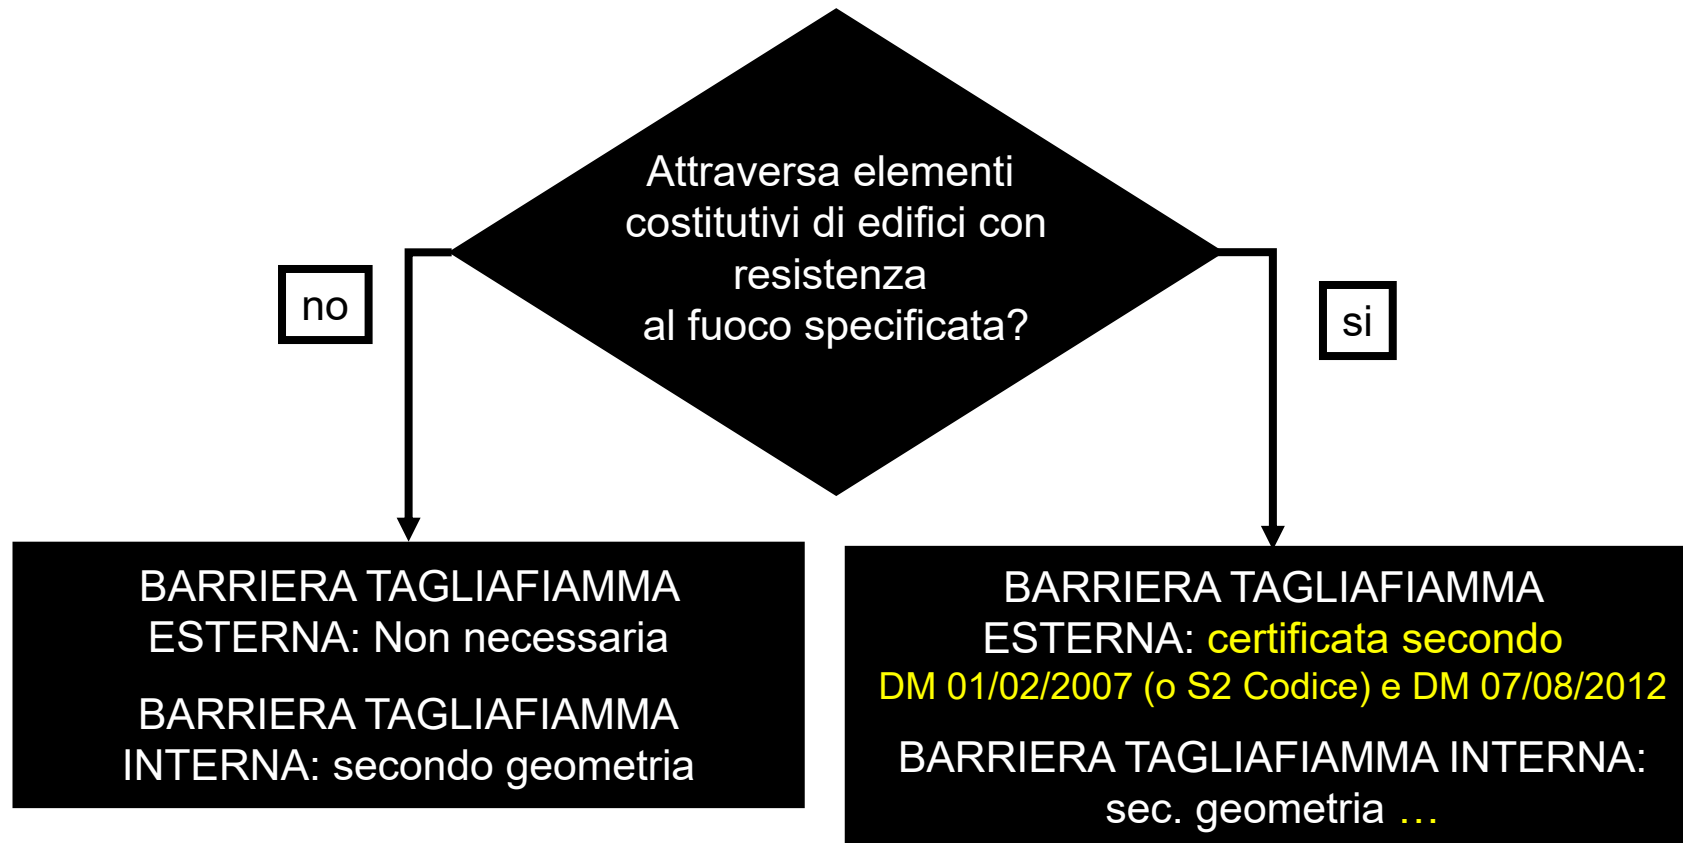 Attraversa elementi
costitutivi di edifici con
resistenza
al fuoco specificata?
no
si
BARRIERA TAGLIAFIAMMA
ESTERNA: Non necessaria
BARRIERA TAGLIAFIAMMA
INTERNA: secondo geometria
BARRIERA TAGLIAFIAMMA
ESTERNA: certificata secondo
DM 01/02/2007 (o S2 Codice) e DM 07/08/2012
BARRIERA TAGLIAFIAMMA INTERNA:
sec. geometria …